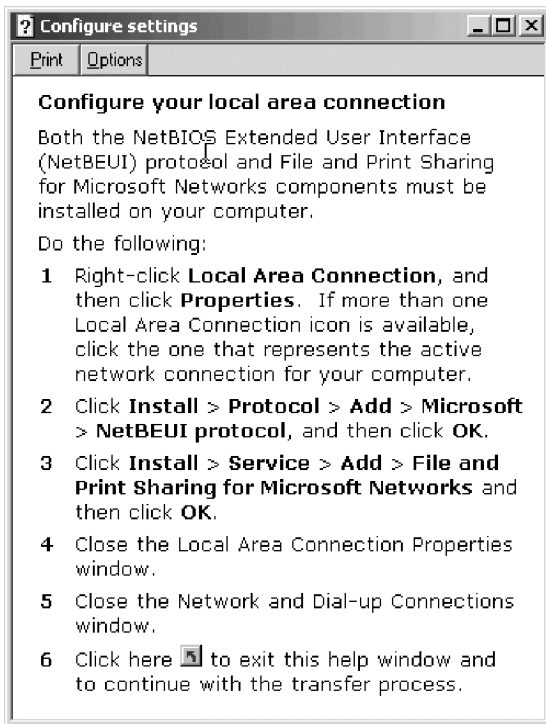 Configure settings
Print Options
Configure your local area connection
Both the NetBIOS Extended User Interface
(NetBEUI) protocol and File and Print Sharing
for Microsoft Networks components must be
installed on your computer.
Do the following:
1 Right-click Local Area Connection, and
then click Properties. If more than one
Local Area Connection icon is available,
click the one that represents the active
network connection for your computer.
2 Click Install > Protocol > Add > Microsoft
> NetBEUI protocol, and then click OK.
3 Click Install > Service > Add > File and
Print Sharing for Microsoft Networks and
then click OK.
4 Close the Local Area Connection Properties
window.
5 Close the Network and Dial-up Connections
window.
6 Click here to exit this help window and
to continue with the transfer process.